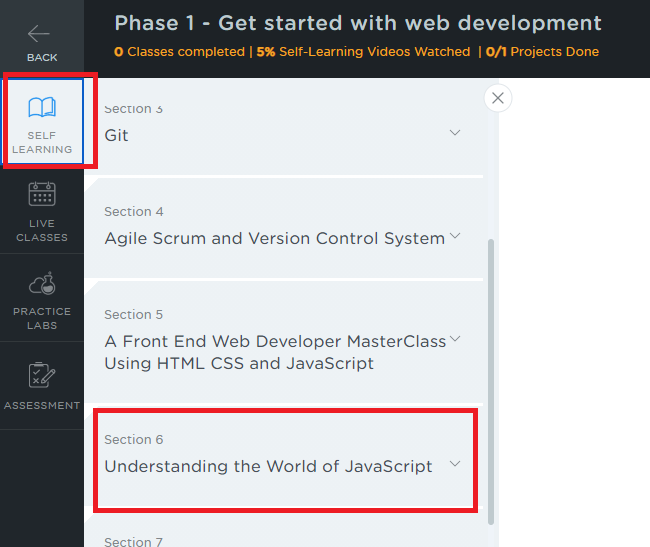 Phase 1 - Get started with web development
0 Classes completed | 5% Self-Learning Videos Watched | 0/1 Projects Done
BACK
SELF
LEARNING
LIVE
CLASSES
PRACTICE
LABS
ASSESSMENT
Section 3
Git
Section 4
Agile Scrum and Version Control System
Section 5
A Front End Web Developer MasterClass
Using HTML CSS and JavaScript
Section 6
Understanding the World of JavaScript
Section 7